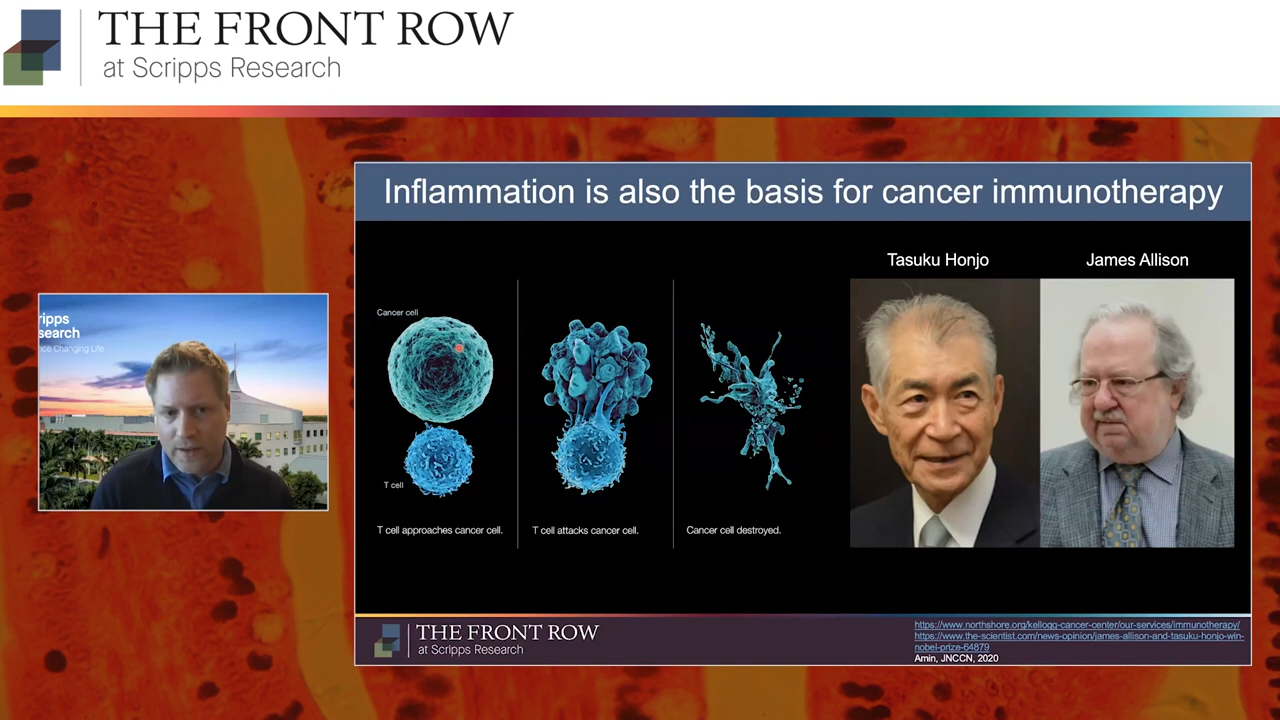 THE FRONT ROW
at Scripps Research
ripps
search
nce Changing Life
Inflammation is also the basis for cancer immunotherapy
Tasuku Honjo
James Allison
Cancer cell
T cell
T cell approaches cancer cell.
T cell attacks cancer cell.
Cancer cell destroyed.
THE FRONT ROW
at Scripps Research
https://www.northshore.org/kellogg-cancer-center/our-services/immunotherapy/
https://www.the-scientist.com/news-opinion/james-allison-and-tasuku-honjo-win-
nobel-prize-64879
Amin, JNCCN, 2020